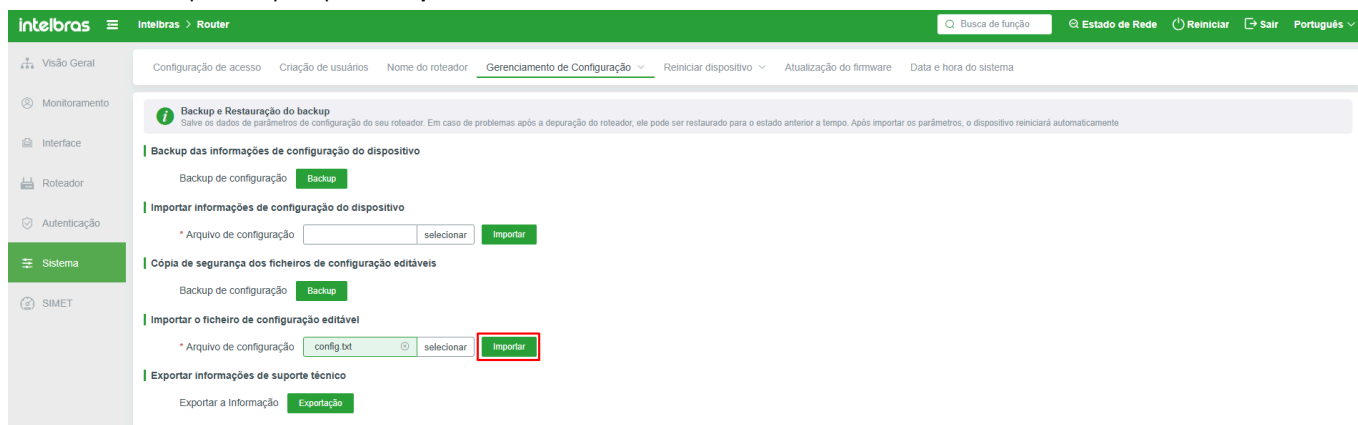 intelbras
Intelbras > Router
Busca de função
Estado de Rede
Reiniciar
Sair
Português
Visão Geral
Monitoramento
Interface
Roteador
Autenticação
Sistema
SIMET
Configuração de acesso
Criação de usuários
Nome do roteador
Gerenciamento de Configuração
Reiniciar dispositivo
Atualização do firmware
Data e hora do sistema
Backup e Restauração do backup
Salve os dados de parâmetros de configuração do seu roteador. Em caso de problemas após a depuração do roteador, ele pode ser restaurado para o estado anterior a tempo. Após importar os parâmetros, o dispositivo reiniciará automaticamente
Backup das informações de configuração do dispositivo
Backup de configuração Backup
Importar informações de configuração do dispositivo
* Arquivo de configuração selecionar Importar
Cópia de segurança dos ficheiros de configuração editáveis
Backup de configuração Backup
Importar o ficheiro de configuração editável
* Arquivo de configuração config.txt selecionar Importar
Exportar informações de suporte técnico
Exportar a Informação Exportação